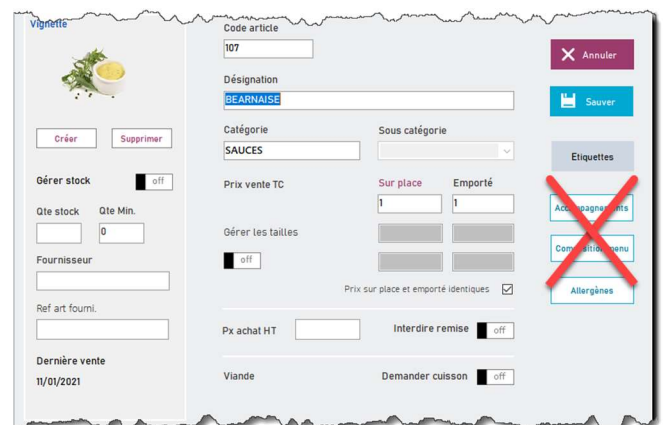 Vignette
Code article
107
Annuler
Désignation
BEARNAISE
Sauver
Créer
Supprimer
Catégorie
Sous catégorie
SAUCES
Etiquettes
Gérer stock
off
Prix vente TC
Sur place
Emporté
1
1
Accompagnements
Qte stock
Qte Min.
0
Gérer les tailles
off
Composition menu
Fournisseur
Prix sur place et emporté identiques
Allergènes
Ref art fourni.
Px achat HT
Interdire remise
off
Dernière vente
11/01/2021
Viande
Demander cuisson
off